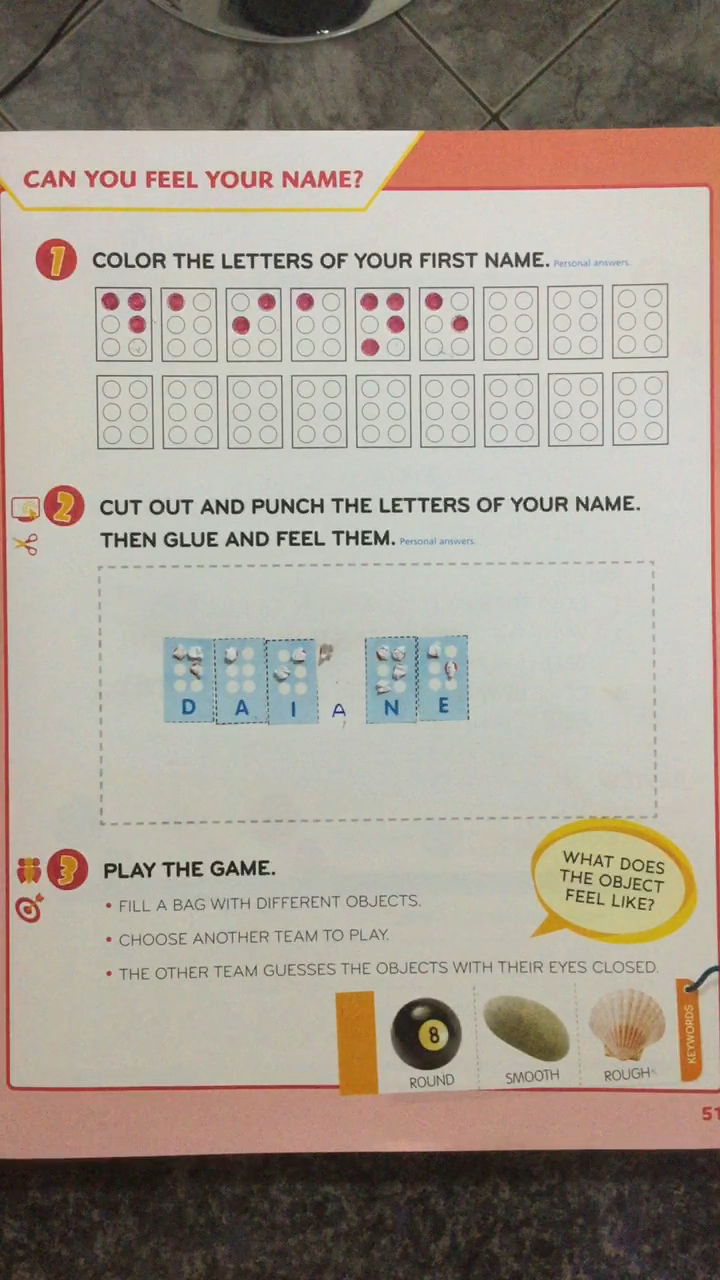 CAN YOU FEEL YOUR NAME?
1 COLOR THE LETTERS OF YOUR FIRST NAME. Personal answers.
2 CUT OUT AND PUNCH THE LETTERS OF YOUR NAME.
THEN GLUE AND FEEL THEM. Personal answers.
D A I A N E
3 PLAY THE GAME.
• FILL A BAG WITH DIFFERENT OBJECTS.
• CHOOSE ANOTHER TEAM TO PLAY.
• THE OTHER TEAM GUESSES THE OBJECTS WITH THEIR EYES CLOSED.
WHAT DOES
THE OBJECT
FEEL LIKE?
8
ROUND SMOOTH ROUGH
KEYWORDS
51